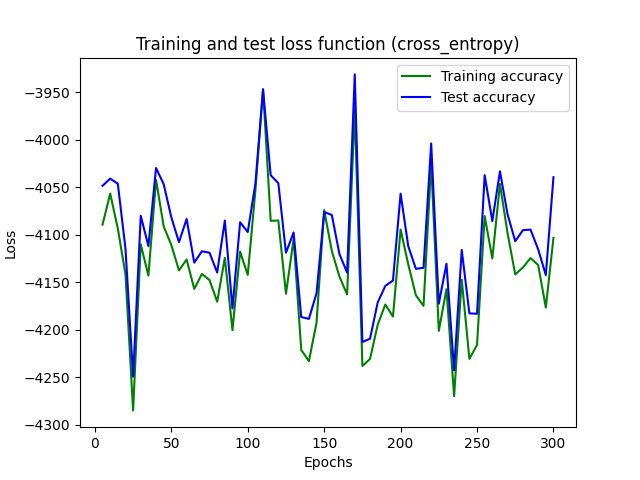 Training and test loss function (cross_entropy)
Training accuracy
Test accuracy
−3950
−4000
−4050
−4100
−4150
−4200
−4250
−4300
Loss
0 50 100 150 200 250 300
Epochs